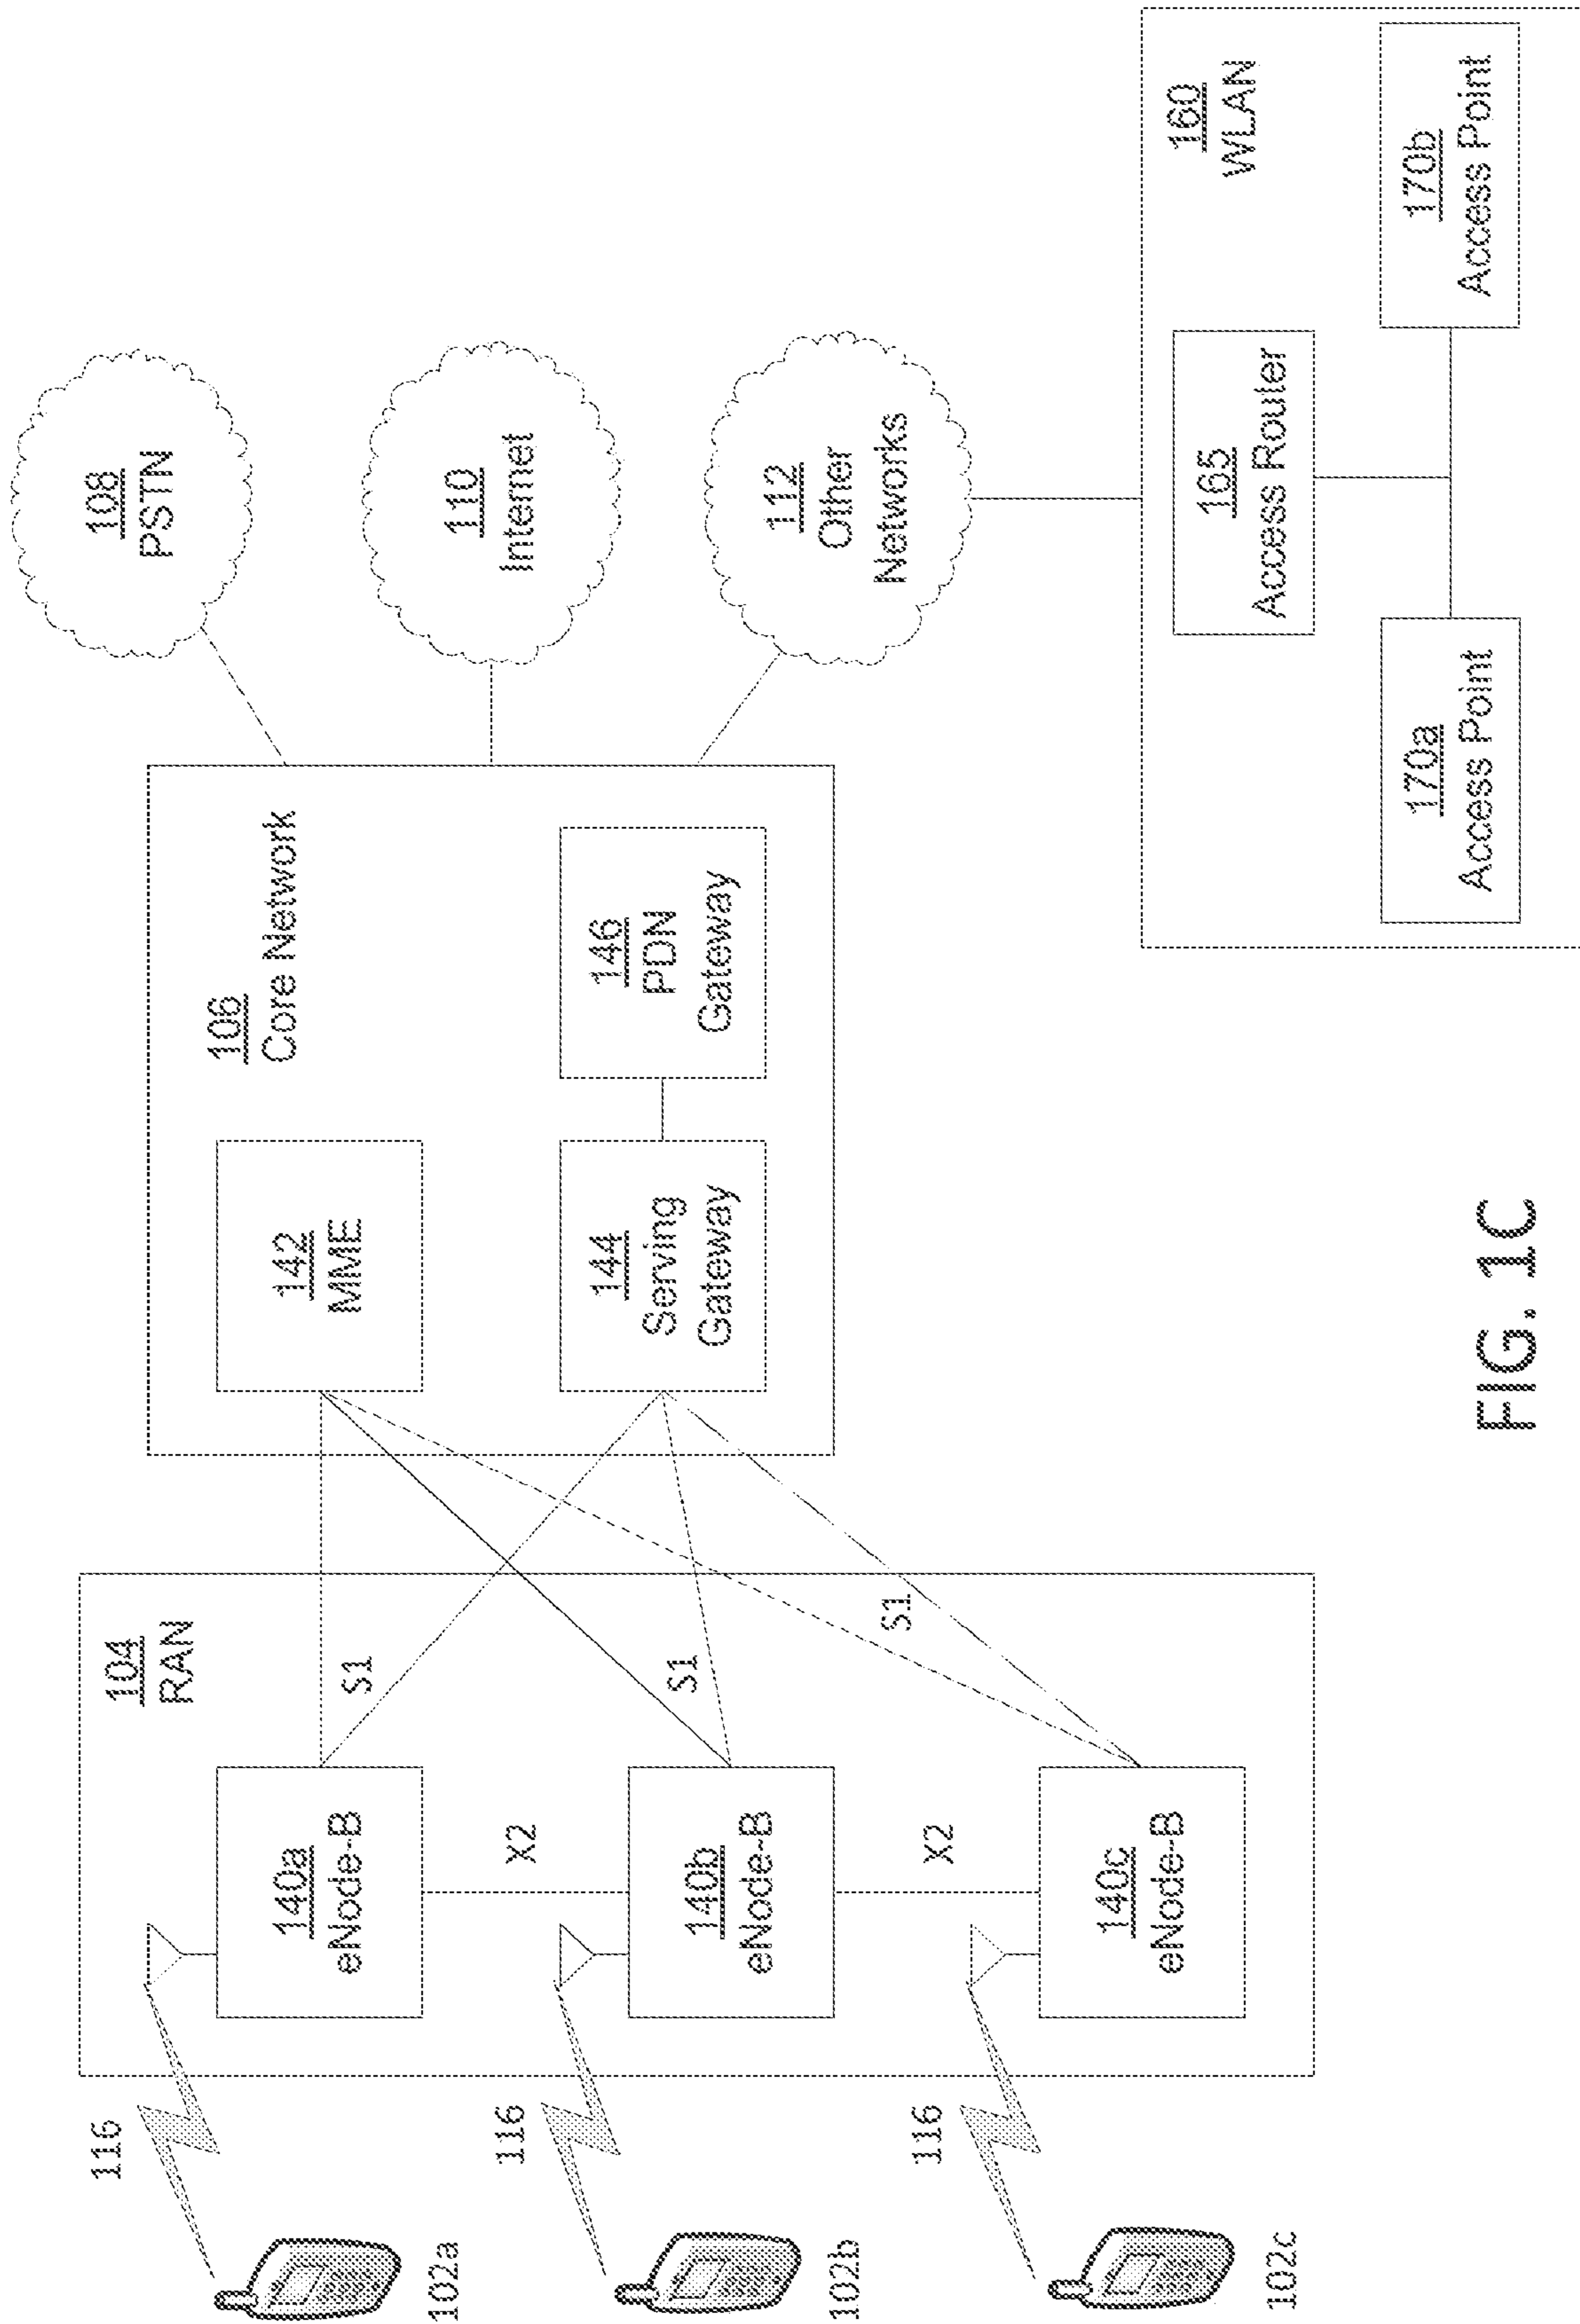 102a
116
140a
eNode-B
104
RAN
S1
X2
102b
116
140b
eNode-B
S1
X2
102c
116
140c
eNode-B
S1
106
Core Network
142
MME
144
Serving
Gateway
146
PDN
Gateway
108
PSTN
110
Internet
112
Other
Networks
160
WLAN
165
Access Router
170a
Access Point
170b
Access Point
FIG. 1C